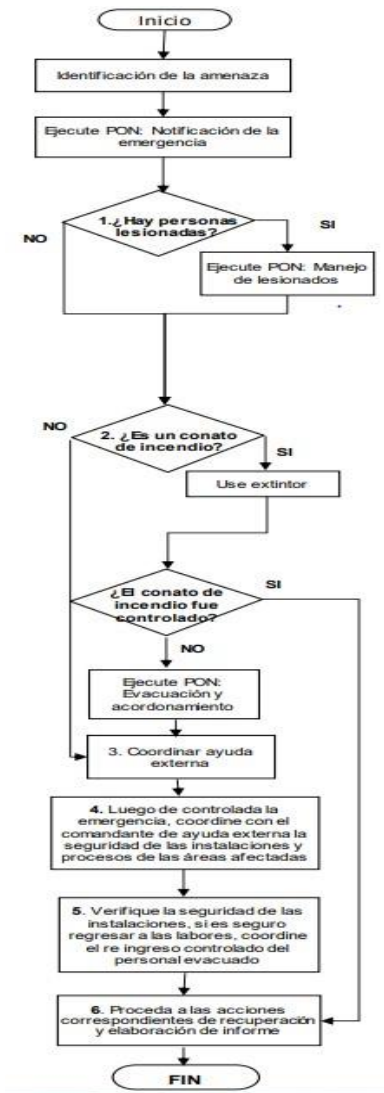 Inicio
Identificación de la amenaza
Ejecute PON: Notificación de la
emergencia
1.¿Hay personas
lesionadas?
NO
SI
Ejecute PON: Manejo
de lesionados
NO
2. ¿Es un conato
de incendio?
SI
Use extintor
¿El conato de
incendio fue
controlado?
SI
NO
Ejecute PON:
Evacuación y
acordonamiento
3. Coordinar ayuda
externa
4. Luego de controlada la
emergencia, coordine con el
comandante de ayuda externa la
seguridad de las instalaciones y
procesos de las áreas afectadas
5. Verifique la seguridad de las
instalaciones, si es seguro
regresar a las labores, coordine
el re ingreso controlado del
personal evacuado
6. Proceda a las acciones
correspondientes de recuperación
y elaboración de informe
FIN